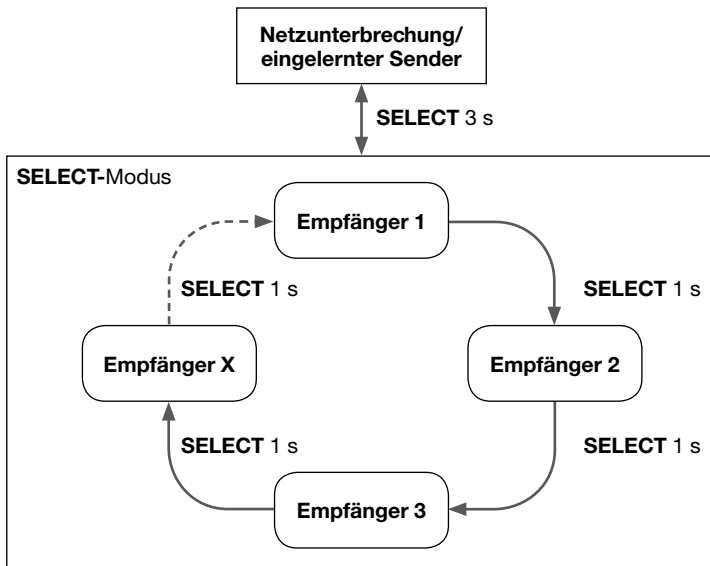 Netzunterbrechung/
eingelernter Sender
SELECT 3 s
SELECT-Modus
Empfänger 1
SELECT 1 s
SELECT 1 s
Empfänger X
Empfänger 2
SELECT 1 s
SELECT 1 s
Empfänger 3